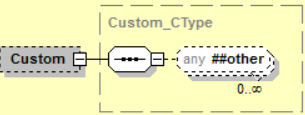 Custom_CType
Custom
any ##other
0..∞